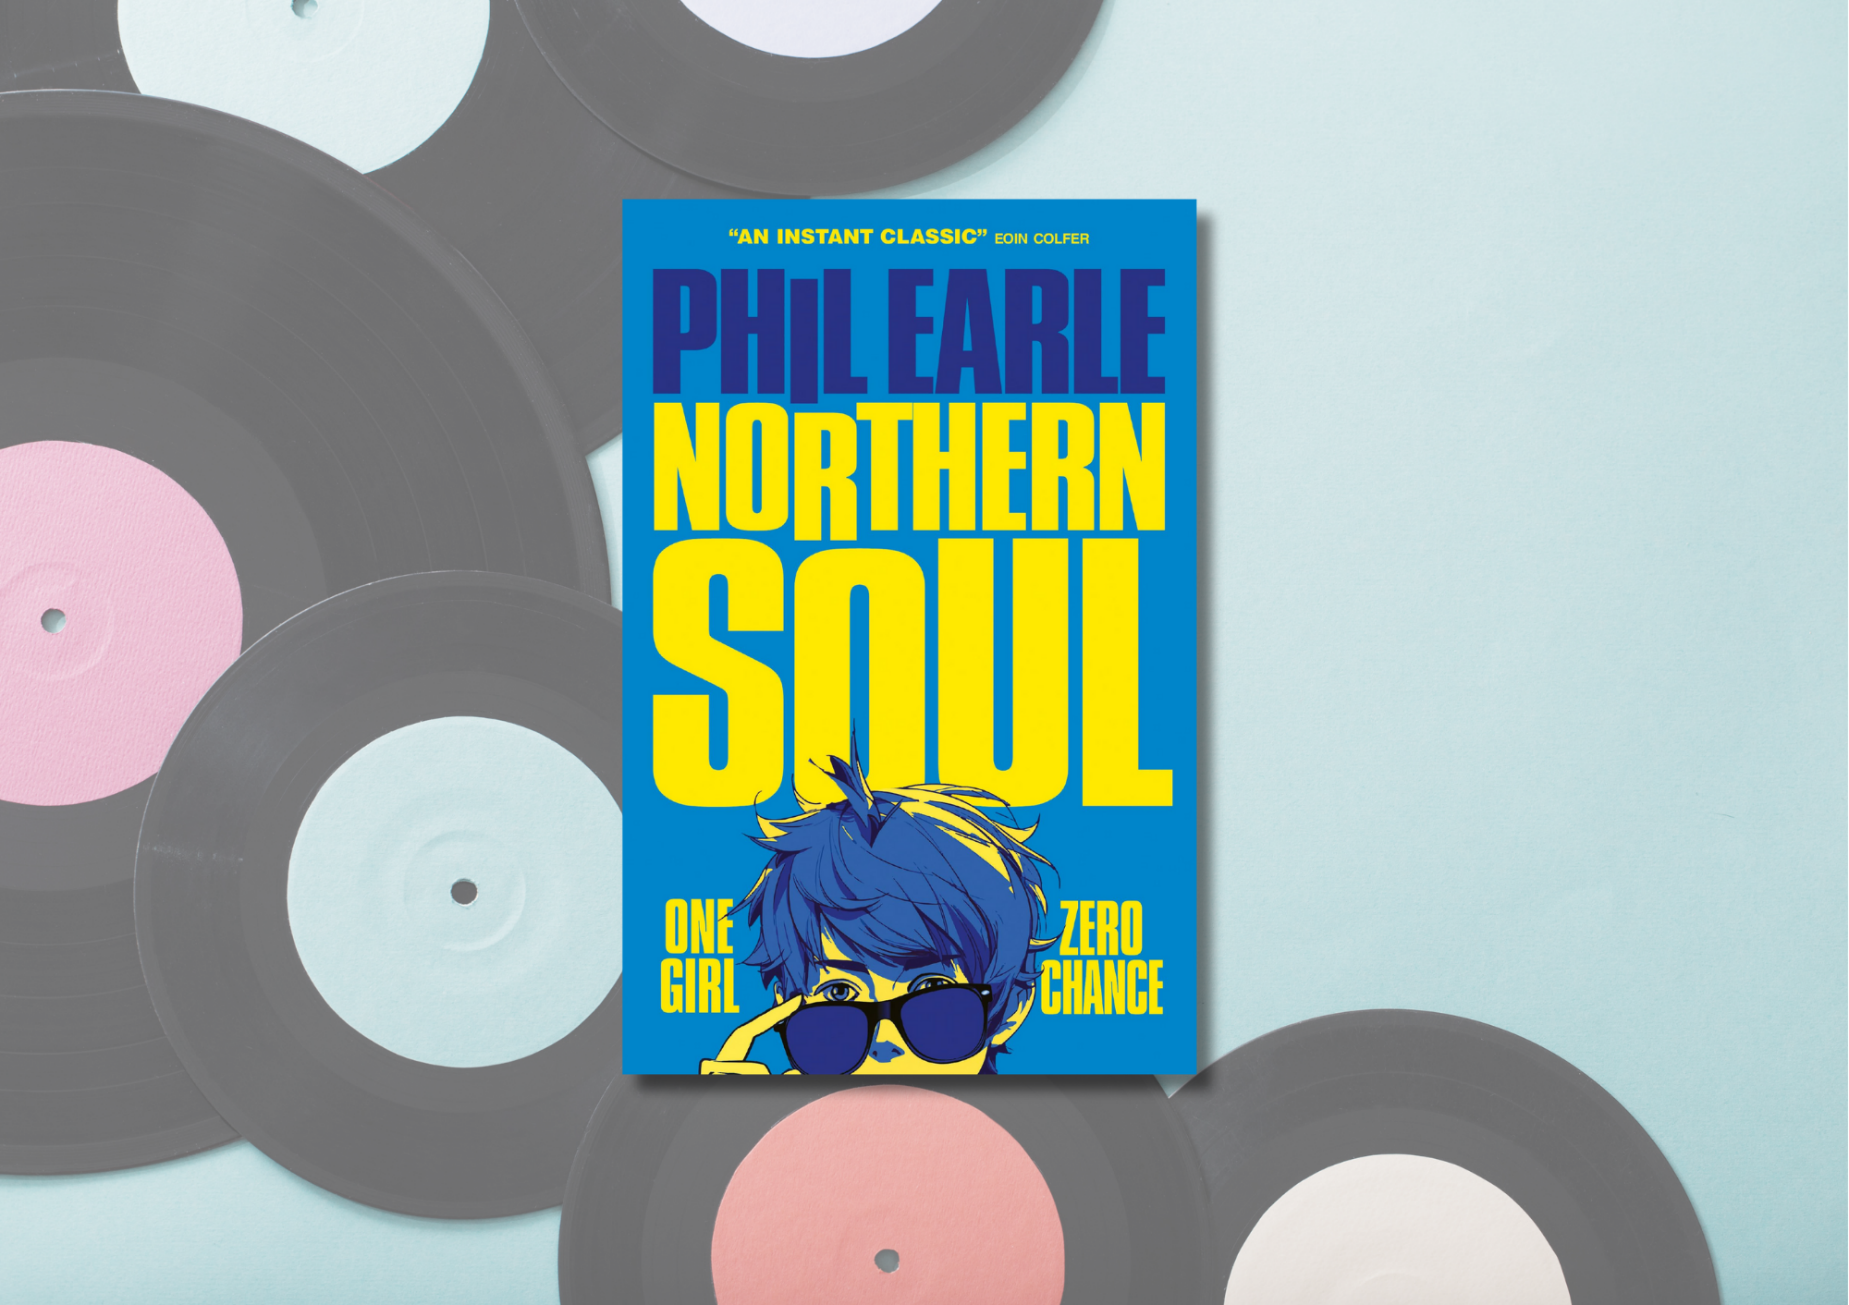 “AN INSTANT CLASSIC” EOIN COLFER
PHIL EARLE
NORTHERN
SOUL
ONE
GIRL
ZERO
CHANCE